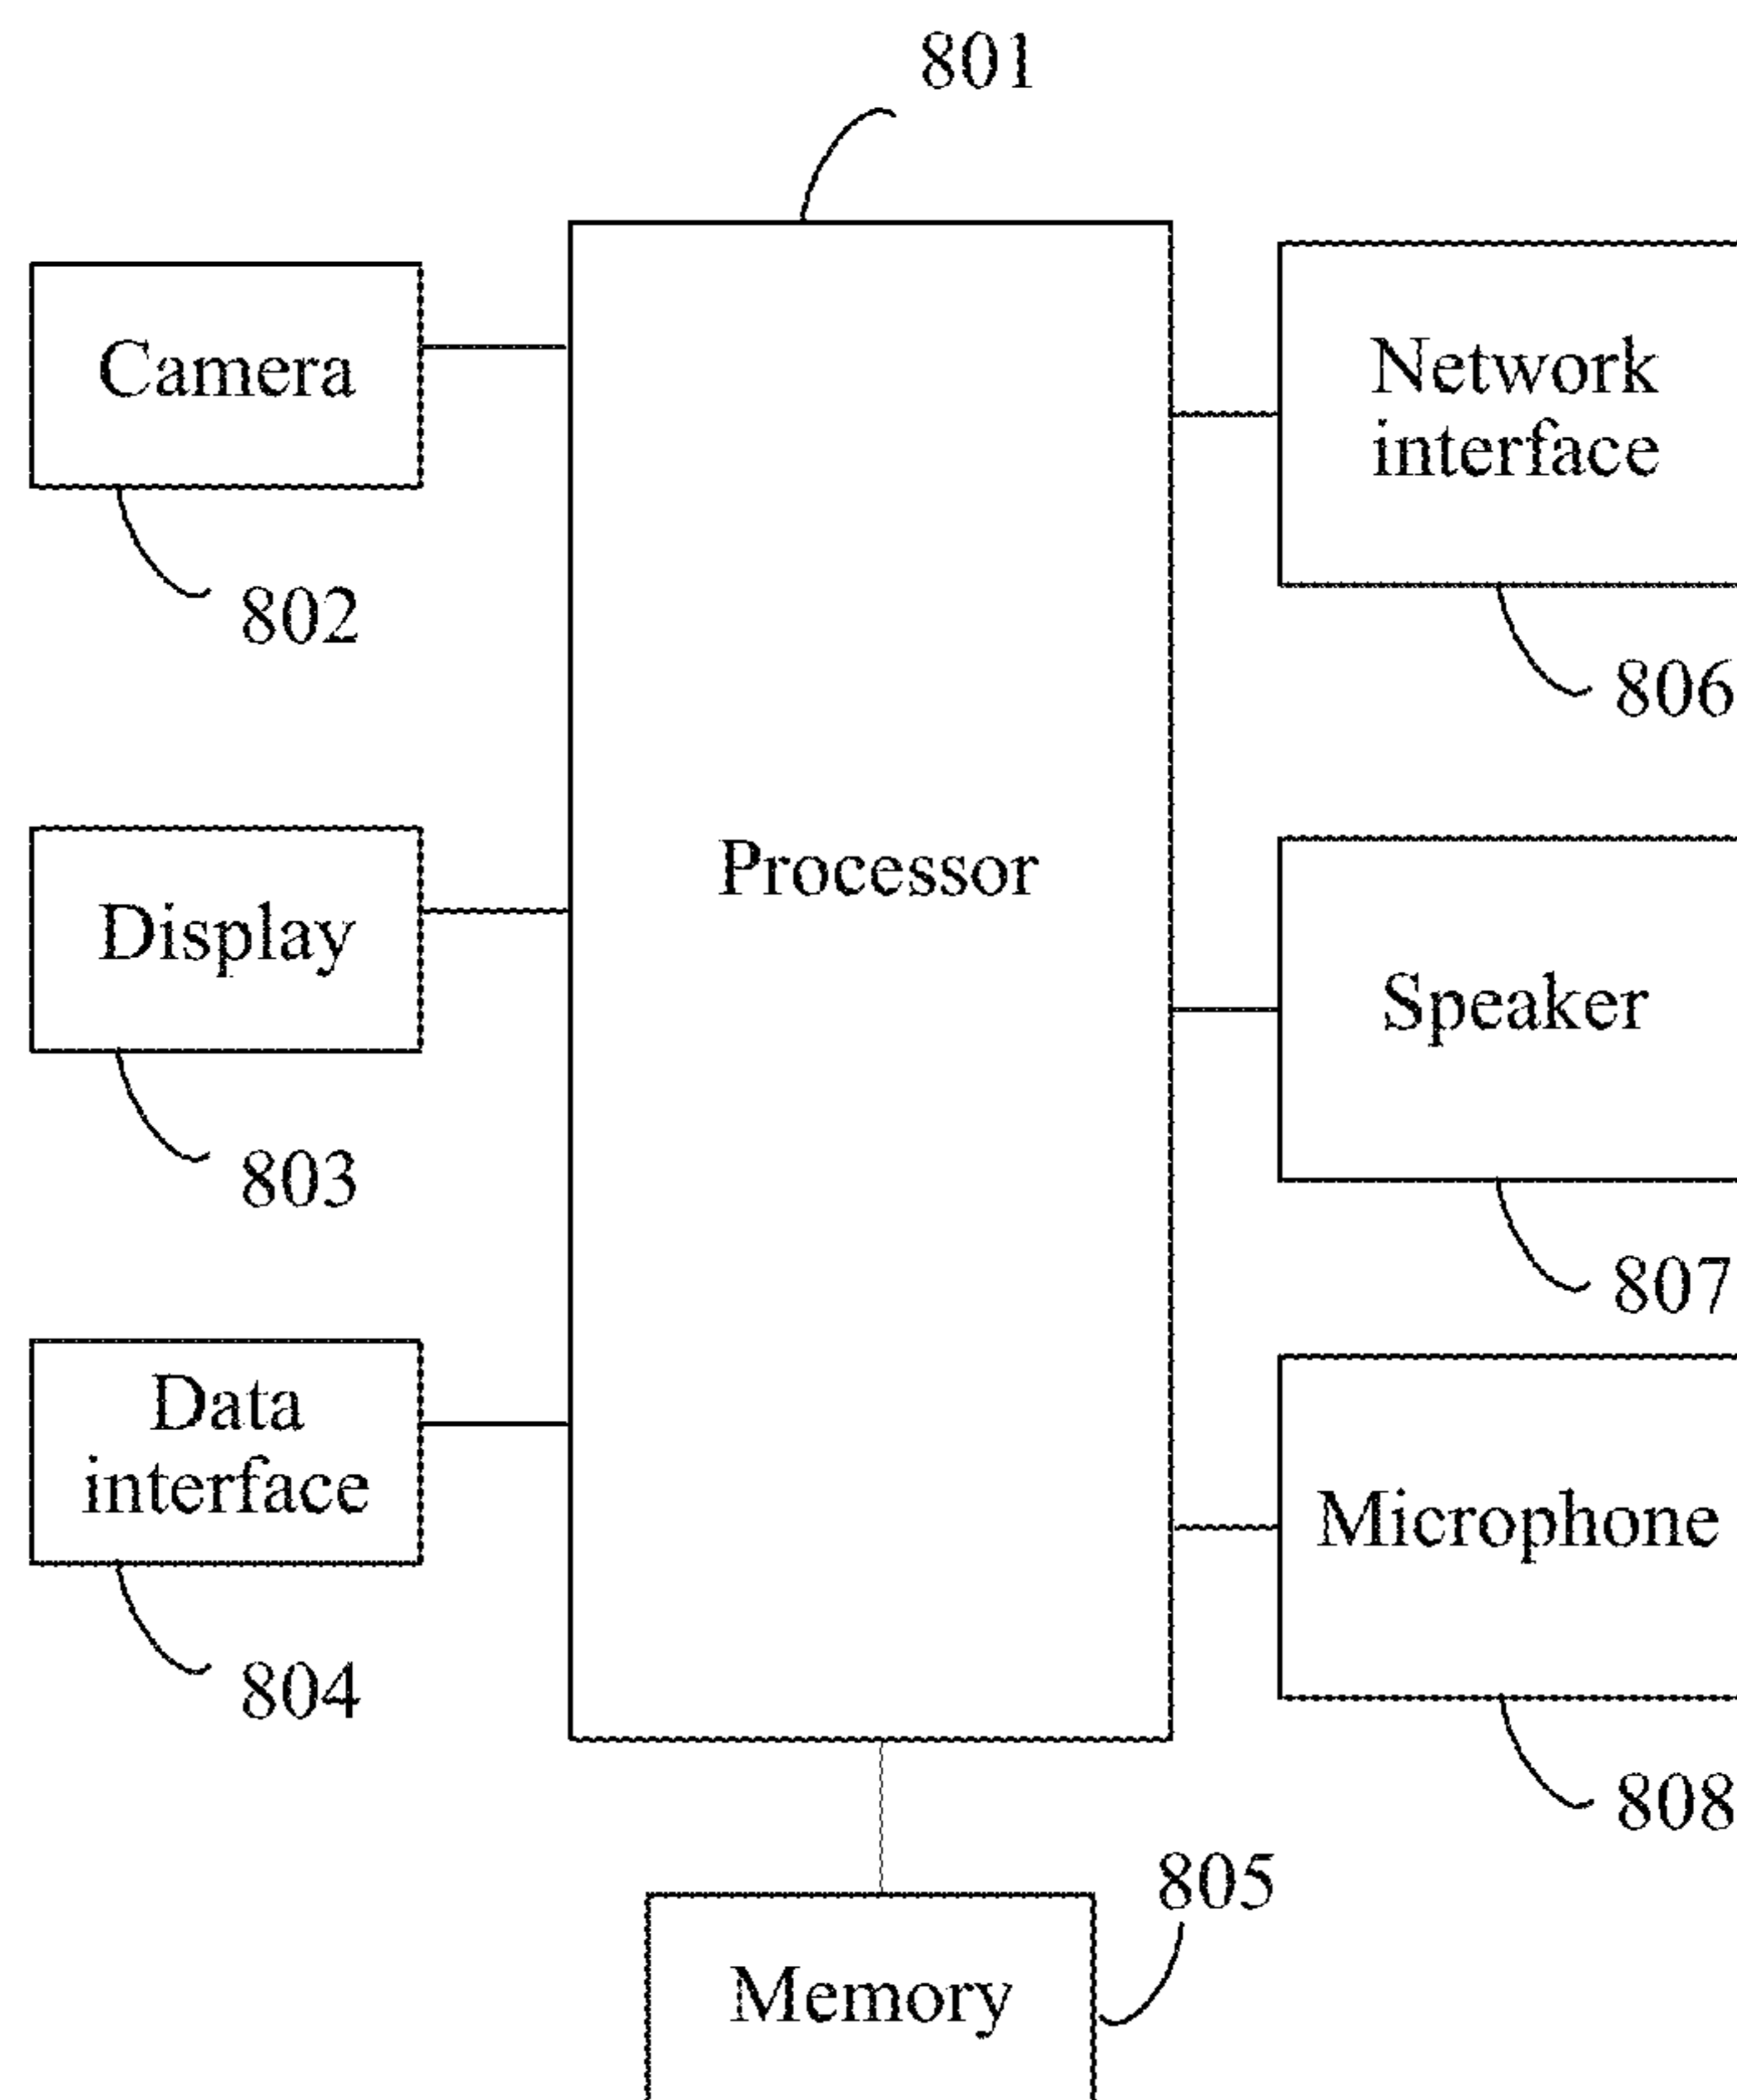 801
Camera
802
Network
interface
806
Processor
Display
803
Speaker
807
Data
interface
804
Microphone
808
805
Memory